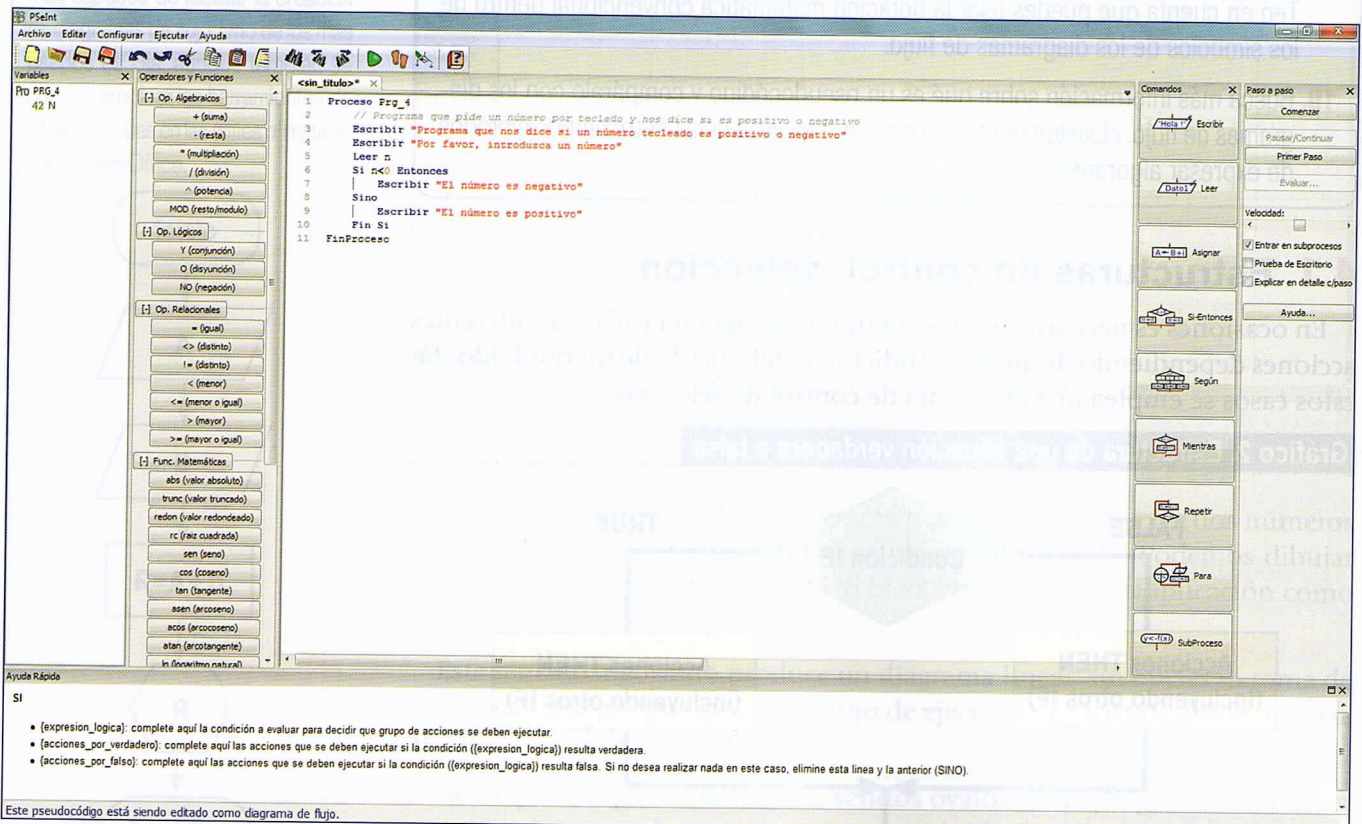 PSeInt
Archivo Editar Configurar Ejecutar Ayuda
Variables X
Pro PRG_4
42 N
Operadores y Funciones X
[-] Op. Algebraicos
+ (suma)
- (resta)
* (multipliación)
/ (división)
^ (potencia)
MOD (resto/modulo)
[-] Op. Lógicos
Y (conjunción)
O (disyunción)
NO (negación)
[-] Op. Relacionales
= (igual)
<> (distinto)
!= (distinto)
< (menor)
<= (menor o igual)
> (mayor)
>= (mayor o igual)
[-] Func. Matemáticas
abs (valor absoluto)
trunc (valor truncado)
redon (valor redondeado)
rc (raiz cuadrada)
sen (seno)
cos (coseno)
tan (tangente)
asen (arcoseno)
acos (arcocoseno)
atan (arcotangente)
ln (logaritmo natural)
<sin_titulo>* X
1 Proceso Prg_4
2 // Programa que pide un número por teclado y nos dice si es positivo o negativo
3 Escribir "Programa que nos dice si un número tecleado es positivo o negativo"
4 Escribir "Por favor, introduzca un número"
5 Leer n
6 Si n<0 Entonces
7 Escribir "El número es negativo"
8 Sino
9 Escribir "El número es positivo"
10 Fin Si
11 FinProceso
Comandos X
'Hola !' Escribir
Dato1 Leer
A←B+i Asignar
Si-Entonces
Según
Mientras
Repetir
Para
y<-f(x) SubProceso
Paso a paso X
Comenzar
Pausar/Continuar
Primer Paso
Evaluar...
Velocidad:
Entrar en subprocesos
Prueba de Escritorio
Explicar en detalle c/paso
Ayuda...
Ayuda Rápida
SI
• {expresion_logica}: complete aquí la condición a evaluar para decidir que grupo de acciones se deben ejecutar.
• {acciones_por_verdadero}: complete aquí las acciones que se deben ejecutar si la condición ({expresion_logica}) resulta verdadera.
• {acciones_por_falso}: complete aquí las acciones que se deben ejecutar si la condición ({expresion_logica}) resulta falsa. Si no desea realizar nada en este caso, elimine esta linea y la anterior (SINO).
Este pseudocódigo está siendo editado como diagrama de flujo.